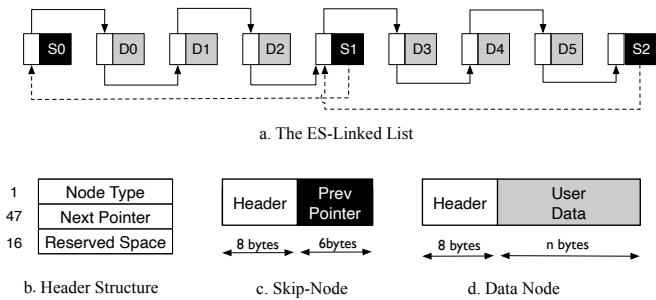 S0 D0 D1 D2 S1 D3 D4 D5 S2
a. The ES-Linked List
1 Node Type
47 Next Pointer
16 Reserved Space
b. Header Structure
Header Prev
Pointer
8 bytes 6bytes
c. Skip-Node
Header User
Data
8 bytes n bytes
d. Data Node